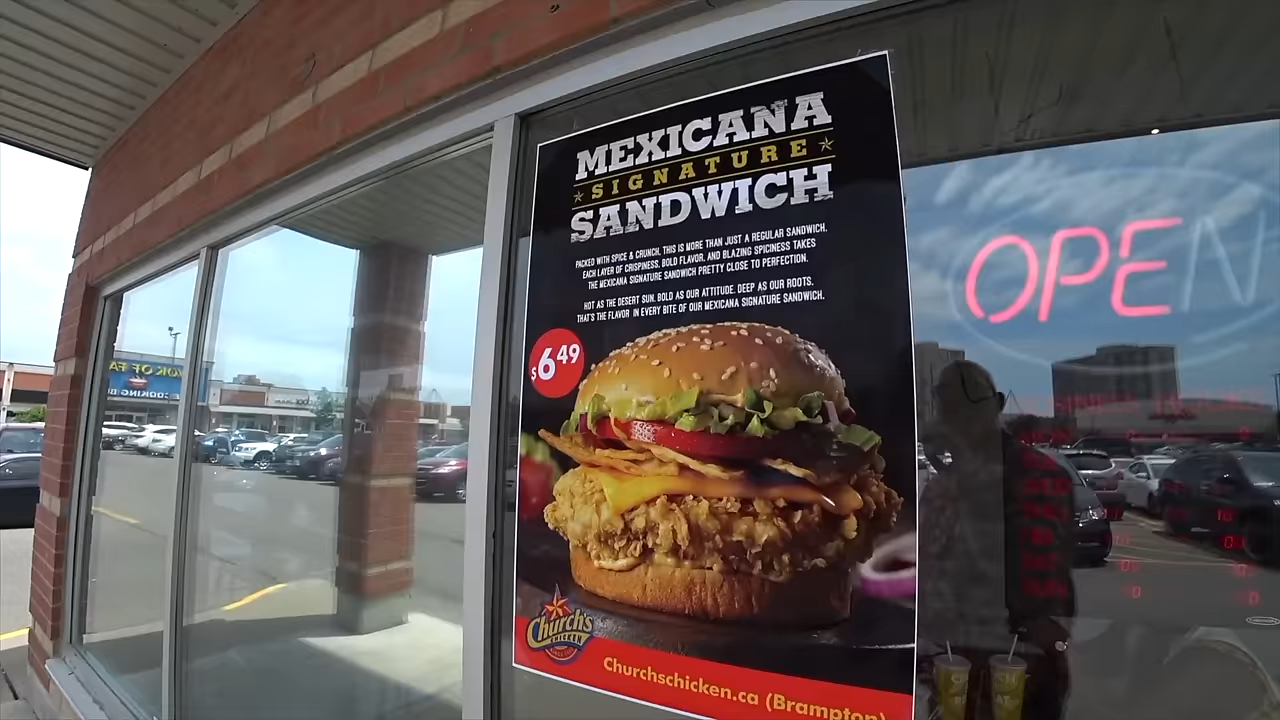 MEXICANA
SIGNATURE
SANDWICH
PACKED WITH SPICE & CRUNCH, THIS IS MORE THAN JUST A REGULAR SANDWICH.
EACH LAYER OF CRISPINESS, BOLD FLAVOR, AND BLAZING SPICINESS TAKES
THE MEXICANA SIGNATURE SANDWICH PRETTY CLOSE TO PERFECTION.
HOT AS THE DESERT SUN. BOLD AS OUR ATTITUDE. DEEP AS OUR ROOTS.
THAT'S THE FLAVOR IN EVERY BITE OF OUR MEXICANA SIGNATURE SANDWICH.
$6.49
Church's
CHICKEN
Churchschicken.ca (Brampton)
OPEN